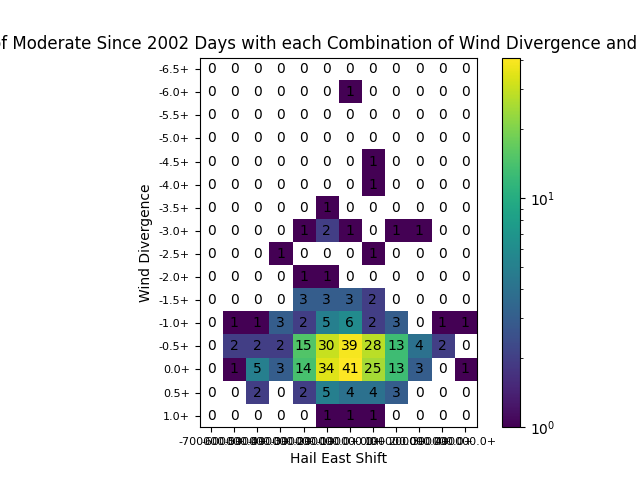 of Moderate Since 2002 Days with each Combination of Wind Divergence and
-6.5+ 0 0 0 0 0 0 0 0 0 0 0 0
-6.0+ 0 0 0 0 0 0 1 0 0 0 0 0
-5.5+ 0 0 0 0 0 0 0 0 0 0 0 0
-5.0+ 0 0 0 0 0 0 0 0 0 0 0 0
-4.5+ 0 0 0 0 0 0 0 1 0 0 0 0
-4.0+ 0 0 0 0 0 0 0 1 0 0 0 0
-3.5+ 0 0 0 0 0 1 0 0 0 0 0 0
-3.0+ 0 0 0 0 1 2 1 0 1 1 0 0
-2.5+ 0 0 0 1 0 0 0 1 0 0 0 0
-2.0+ 0 0 0 0 1 1 0 0 0 0 0 0
-1.5+ 0 0 0 0 3 3 3 2 0 0 0 0
-1.0+ 0 1 1 3 2 5 6 2 3 0 1 1
-0.5+ 0 2 2 2 15 30 39 28 13 4 2 0
0.0+ 0 1 5 3 14 34 41 25 13 3 0 1
0.5+ 0 0 2 0 2 5 4 4 3 0 0 0
1.0+ 0 0 0 0 0 1 1 1 0 0 0 0
Wind Divergence
Hail East Shift
10^1
10^0